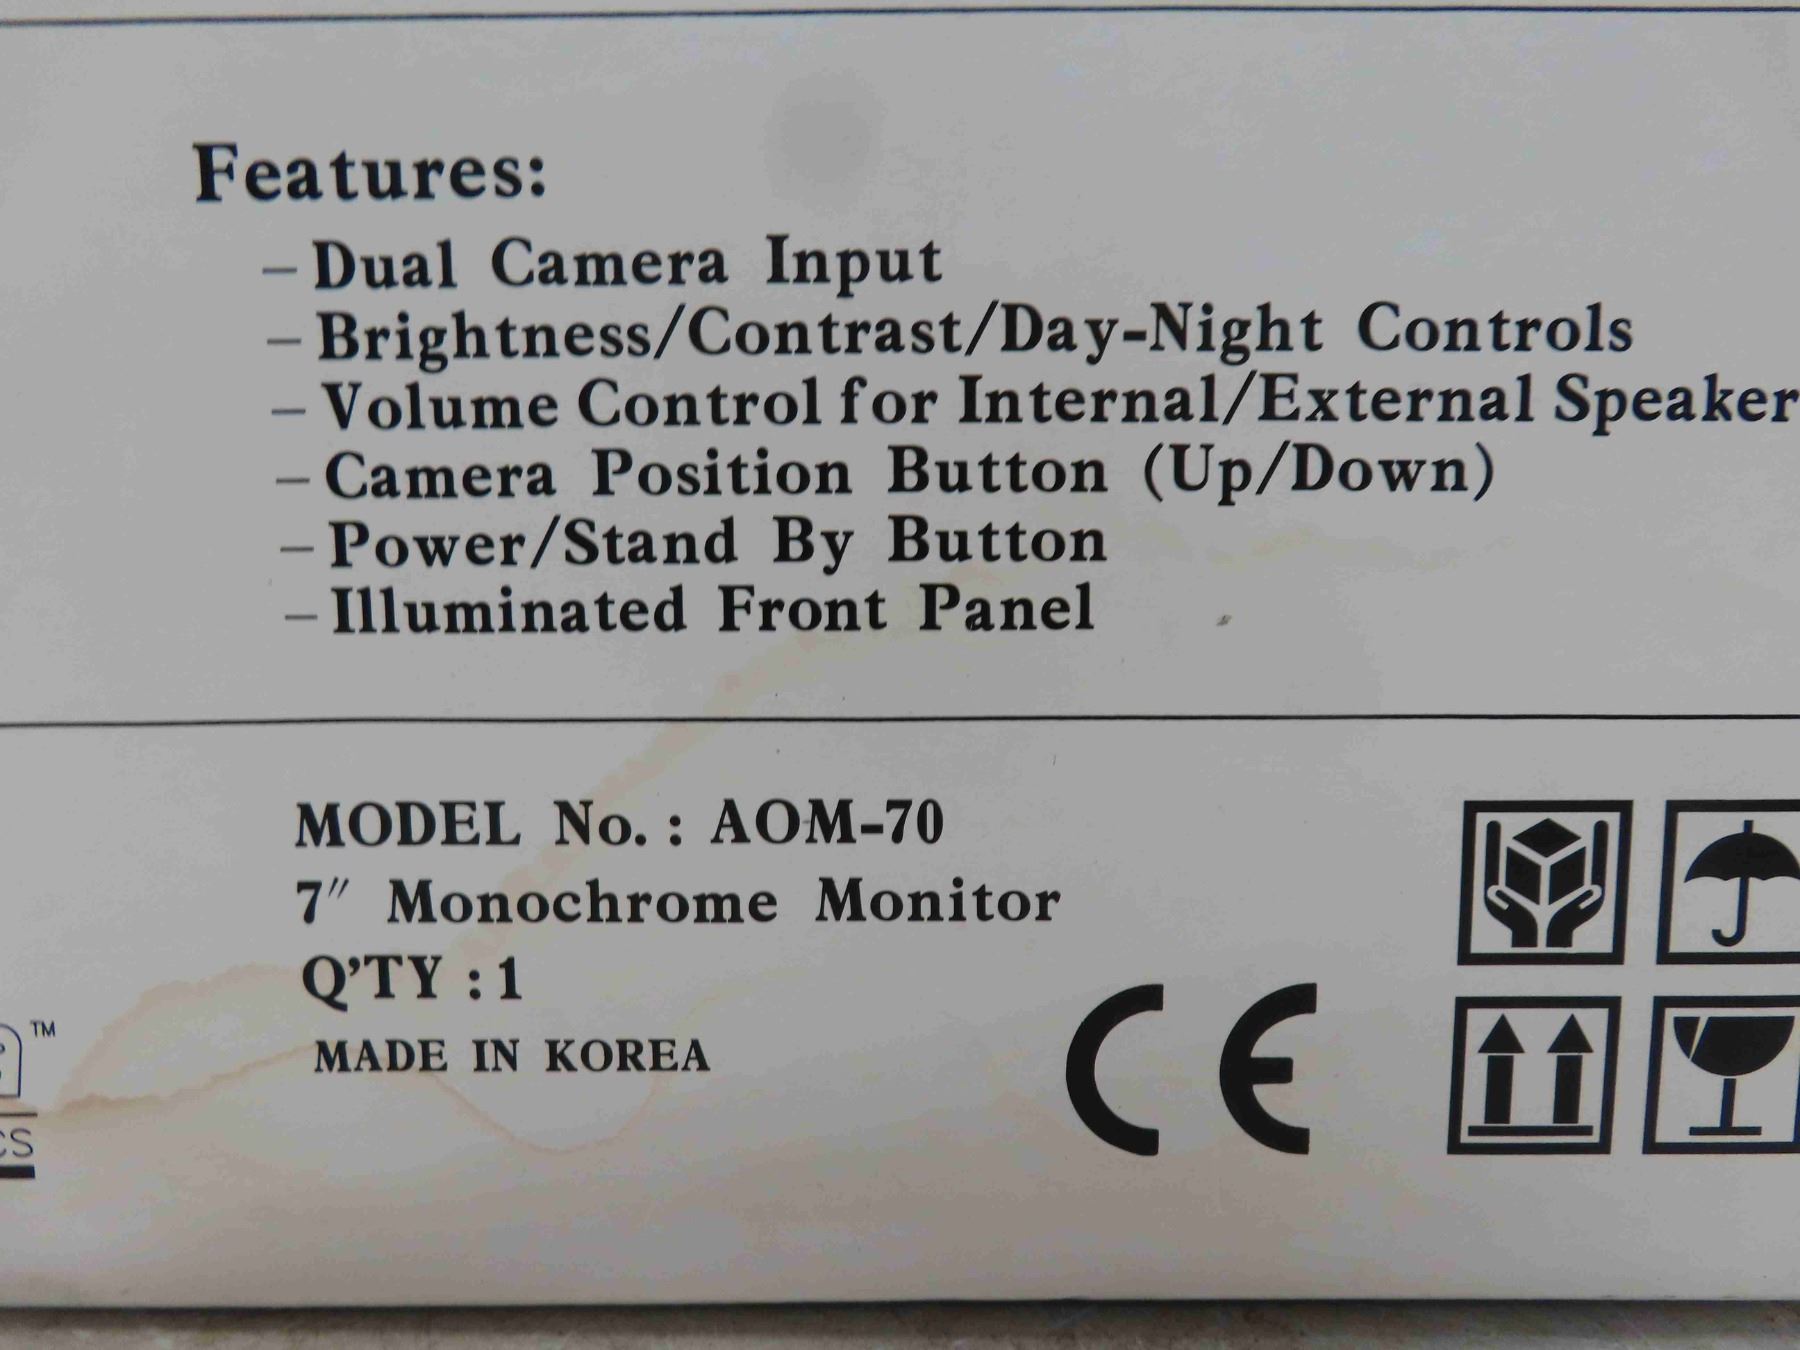 Features:
– Dual Camera Input
– Brightness/Contrast/Day-Night Controls
– Volume Control for Internal/External Speaker
– Camera Position Button (Up/Down)
– Power/Stand By Button
– Illuminated Front Panel
MODEL No. : AOM-70
7" Monochrome Monitor
Q'TY : 1
MADE IN KOREA
TM
CS
CE